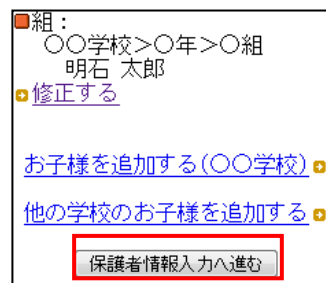 ■組：
〇〇学校>〇年>〇組
明石 太郎
修正する
お子様を追加する(〇〇学校)
他の学校のお子様を追加する
保護者情報入力へ進む